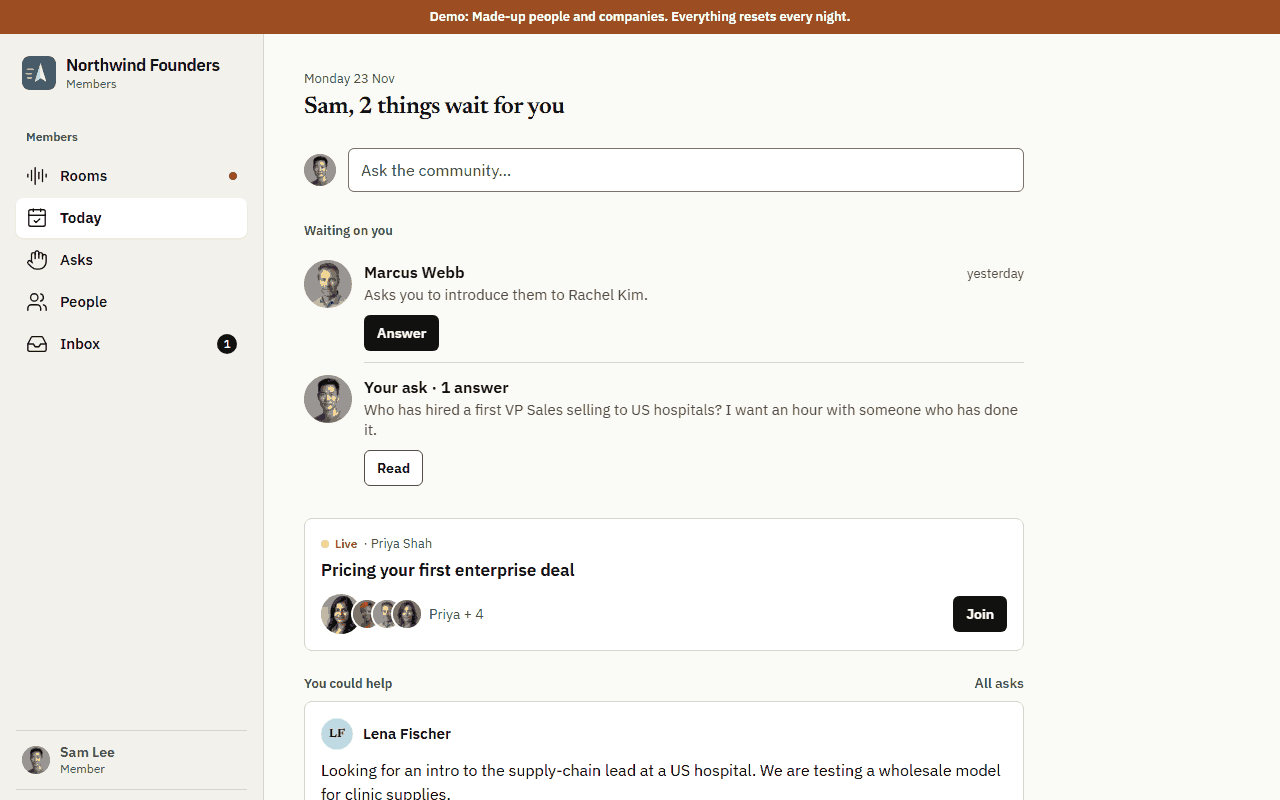 Demo: Made-up people and companies. Everything resets every night.
Northwind Founders
Members
Members
Rooms
Today
Asks
People
Inbox
1
Sam Lee
Member
Monday 23 Nov
Sam, 2 things wait for you
Ask the community...
Waiting on you
Marcus Webb
yesterday
Asks you to introduce them to Rachel Kim.
Answer
Your ask · 1 answer
Who has hired a first VP Sales selling to US hospitals? I want an hour with someone who has done
it.
Read
Live · Priya Shah
Pricing your first enterprise deal
Priya + 4
Join
You could help
All asks
LF
Lena Fischer
Looking for an intro to the supply-chain lead at a US hospital. We are testing a wholesale model
for clinic supplies.